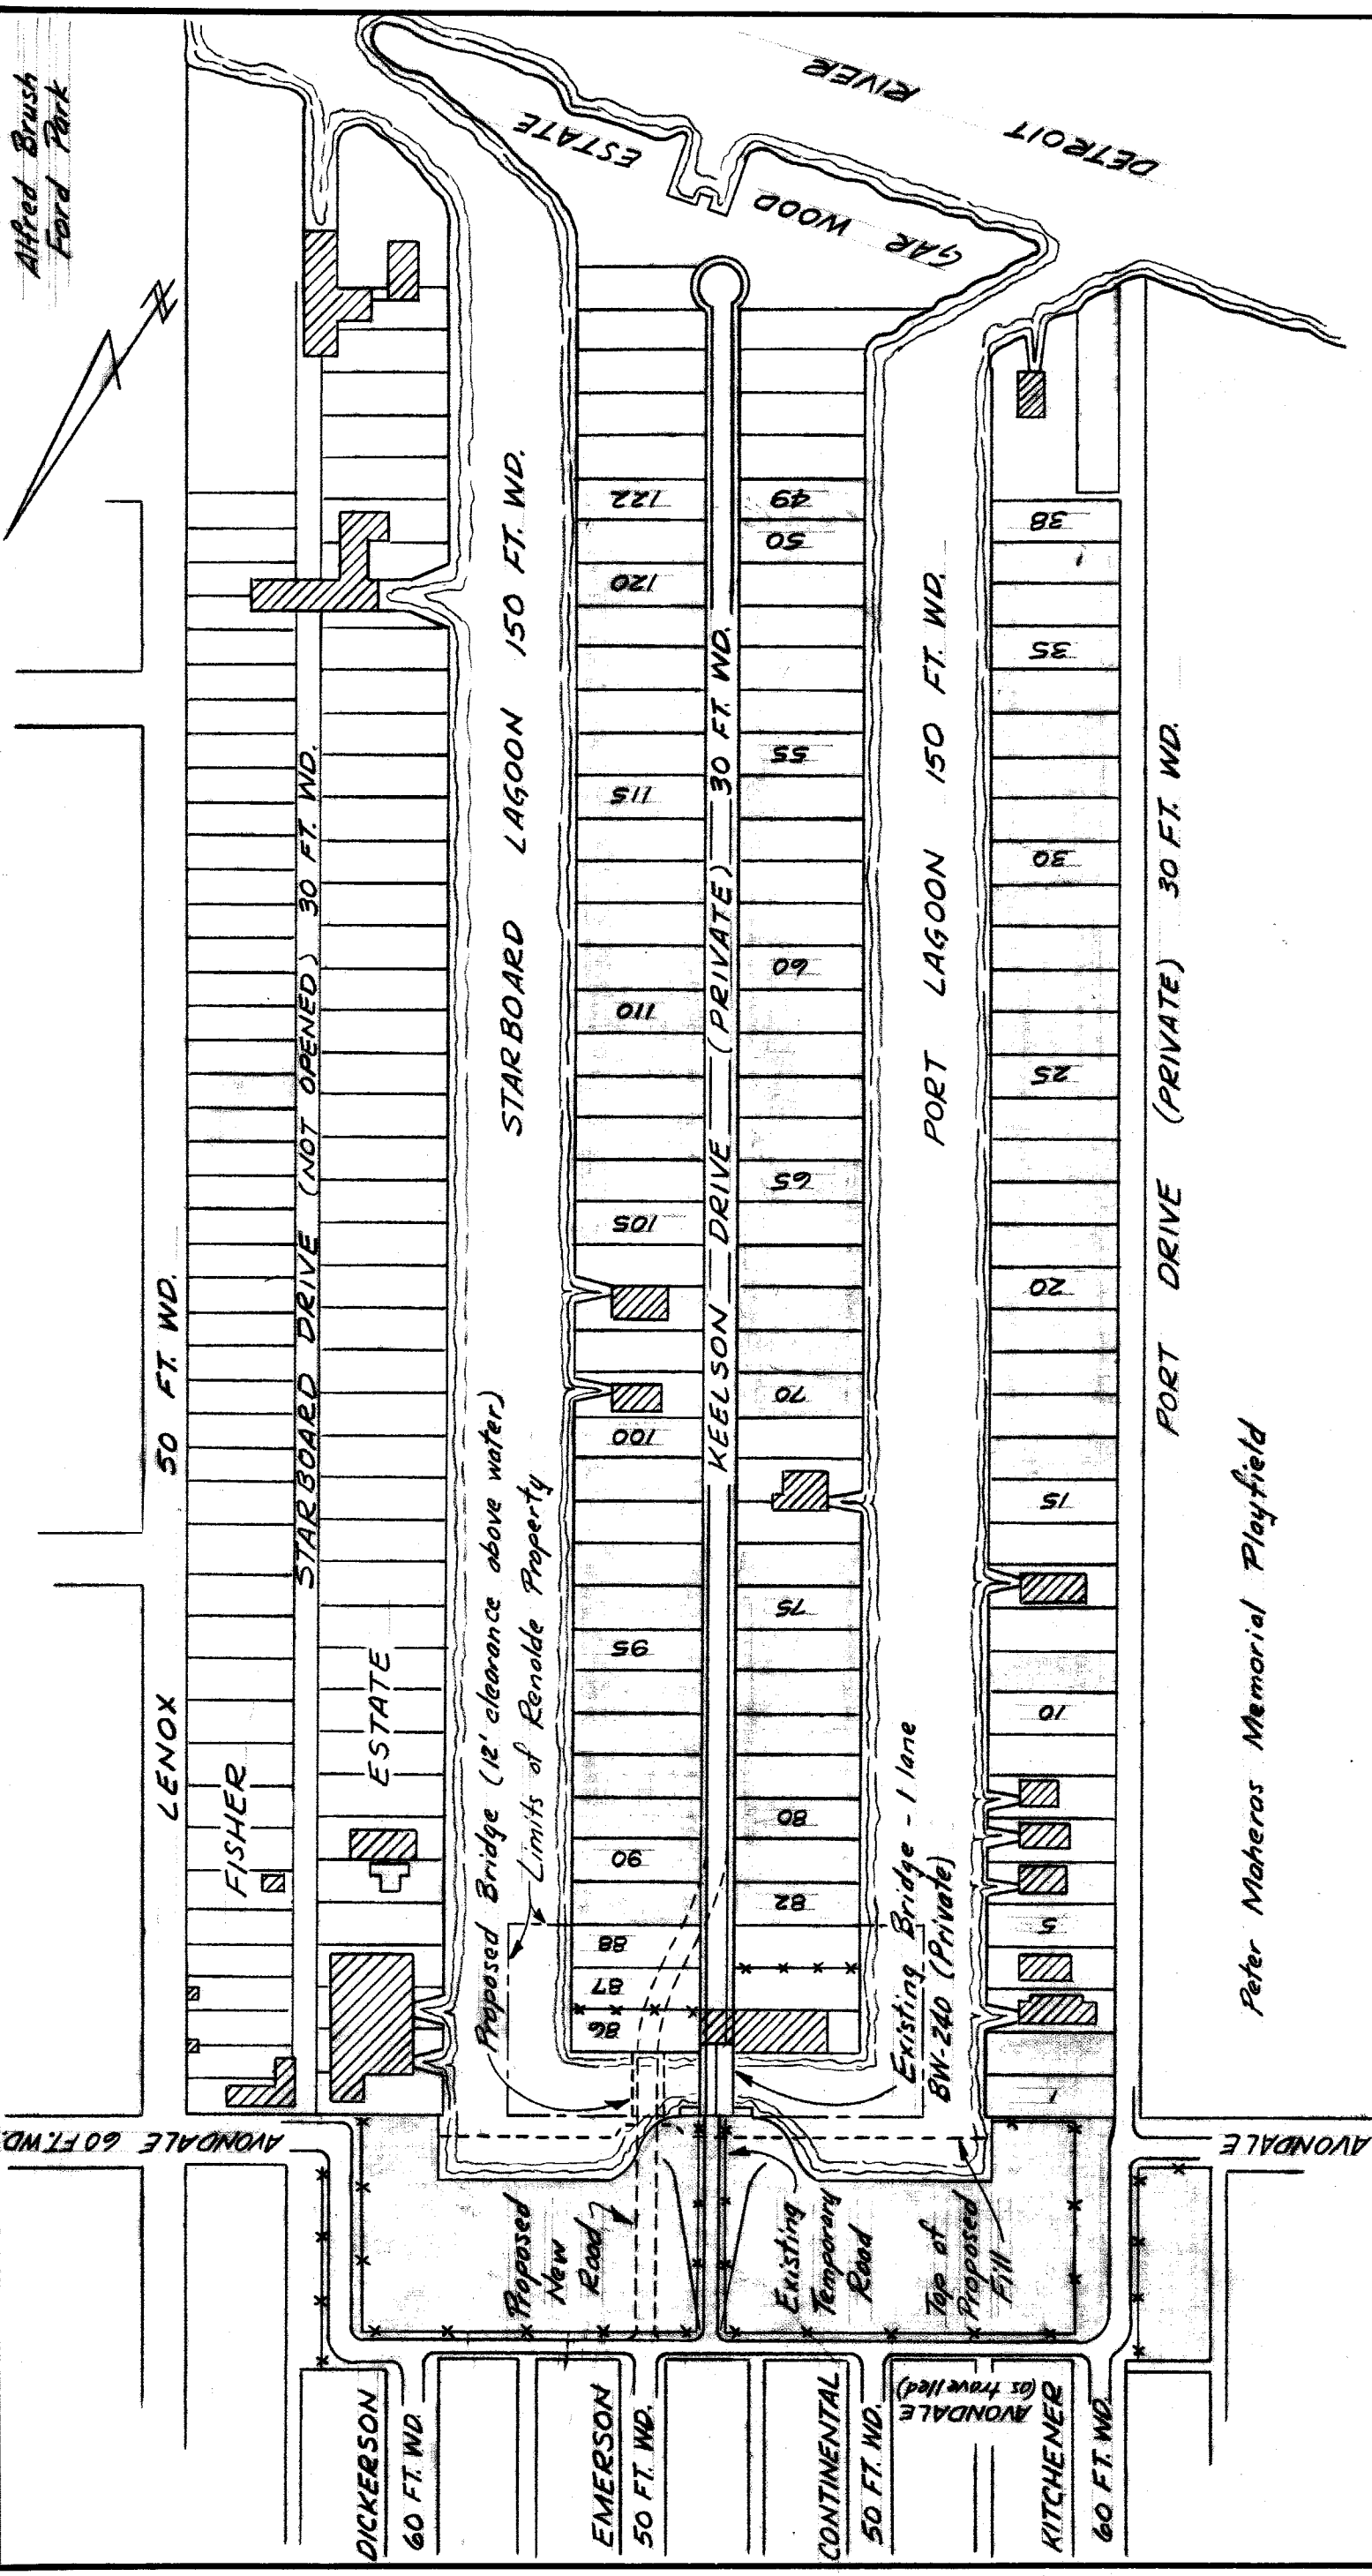 Alfred Brush
Ford Park
DETROIT RIVER
GAR WOOD ESTATE
LENOX 50 FT. WD.
FISHER
ESTATE
STARBOARD DRIVE (NOT OPENED) 30 FT. WD.
STARBOARD LAGOON 150 FT. WD.
Proposed Bridge (12' clearance above water)
Limits of Renalde Property
122
120
115
110
105
100
95
90
88
87
86
KEELSON DRIVE (PRIVATE) 30 FT. WD.
49
50
55
60
65
70
75
80
82
PORT LAGOON 150 FT. WD.
Existing Bridge - 1 lane
BW-240 (Private)
38
35
30
25
20
15
10
5
1
PORT DRIVE (PRIVATE) 30 FT. WD.
Peter Maheras Memorial Playfield
AVONDALE 60 FT. WD.
Proposed
New
Road
Existing
Temporary
Road
Top of
Proposed
Fill
AVONDALE
AVONDALE
(as travelled)
DICKERSON
60 FT. WD.
EMERSON
50 FT. WD.
CONTINENTAL
50 FT. WD.
KITCHENER
60 FT. WD.